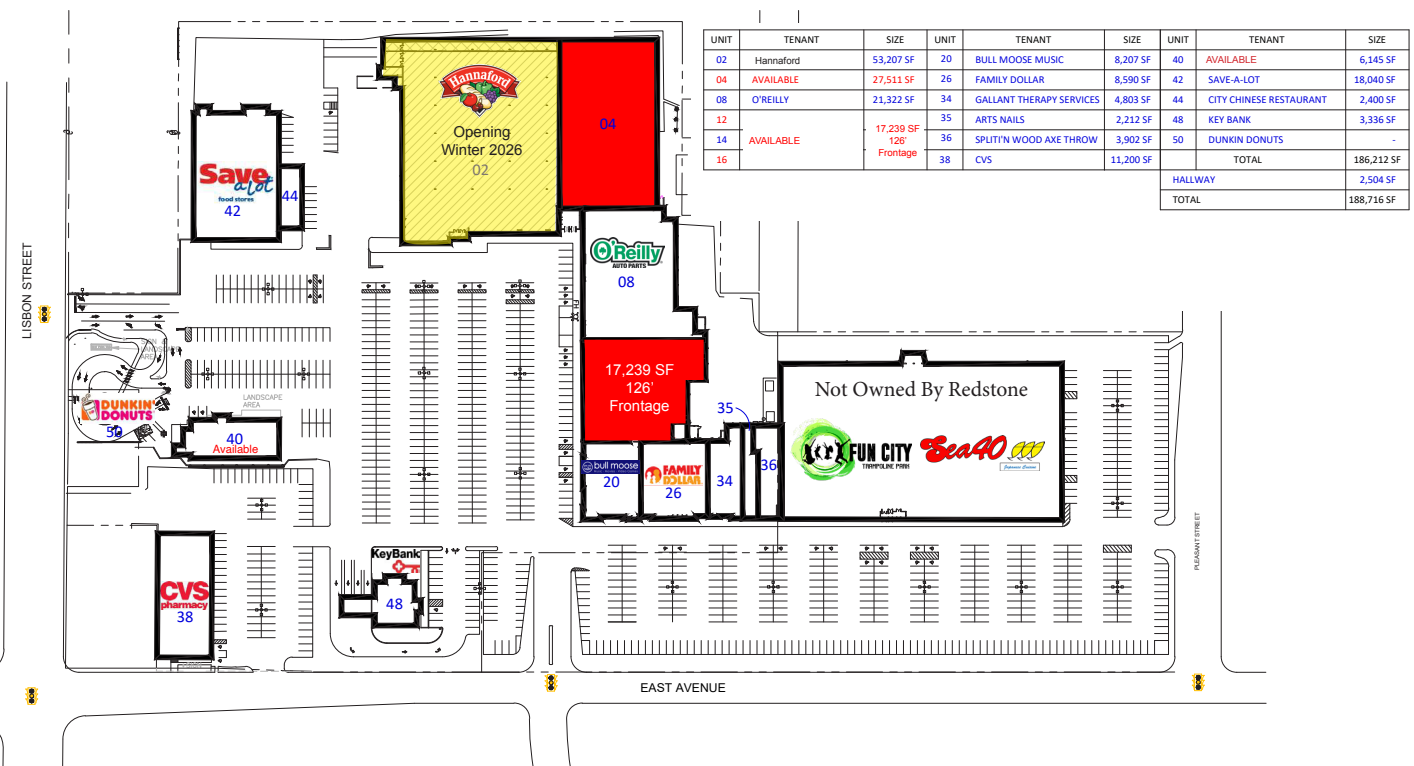 UNIT TENANT SIZE UNIT TENANT SIZE UNIT TENANT SIZE
02 Hannaford 53,207 SF 20 BULL MOOSE MUSIC 8,207 SF 40 AVAILABLE 6,145 SF
04 AVAILABLE 27,511 SF 26 FAMILY DOLLAR 8,590 SF 42 SAVE-A-LOT 18,040 SF
08 O'REILLY 21,322 SF 34 GALLANT THERAPY SERVICES 4,803 SF 44 CITY CHINESE RESTAURANT 2,400 SF
12 35 ARTS NAILS 2,212 SF 48 KEY BANK 3,336 SF
14 AVAILABLE 17,239 SF 126' Frontage 36 SPLIT'N WOOD AXE THROW 3,902 SF 50 DUNKIN DONUTS -
16 38 CVS 11,200 SF TOTAL 186,212 SF
HALLWAY 2,504 SF
TOTAL 188,716 SF
Hannaford
Opening
Winter 2026
02
04
Save
a Lot
food stores
42
44
O'Reilly
AUTO PARTS
08
LISBON STREET
SIGN &
LANDSCAPE
AREA
17,239 SF
126'
Frontage
LANDSCAPE
AREA
DUNKIN'
DONUTS
50
40
Available
35
Not Owned By Redstone
FUN CITY
TRAMPOLINE PARK
Sea40
Japanese Cuisine
bull moose
20
FAMILY
DOLLAR
26
34
36
KeyBank
48
CVS
pharmacy
38
PLEASANT STREET
EAST AVENUE